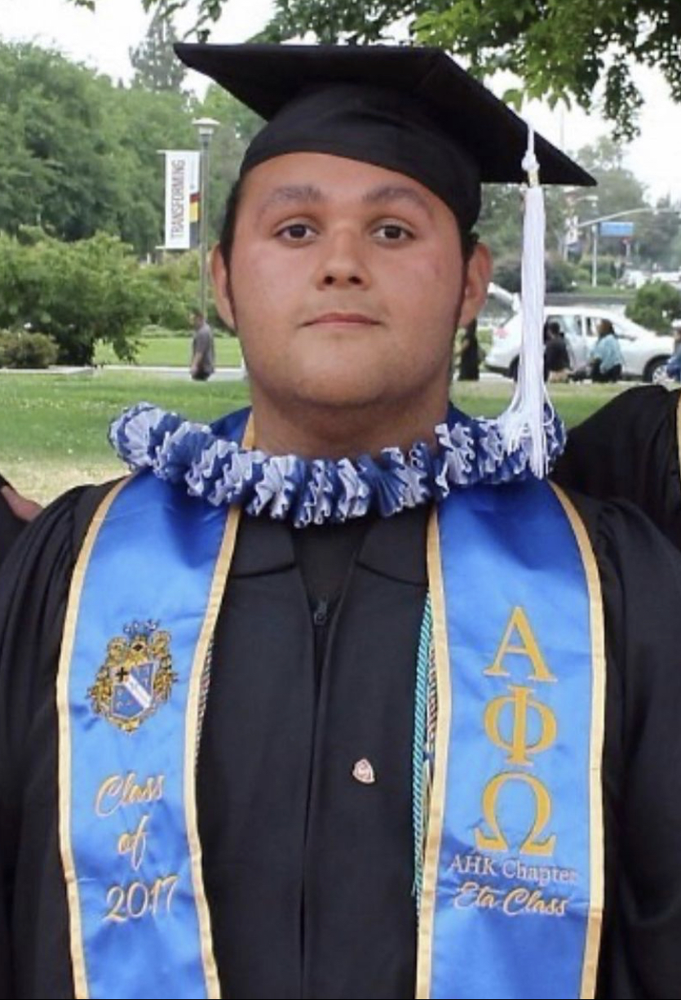 TRANSFORMING
Class
of
2017
Α
Φ
Ω
AHK Chapter
Eta Class